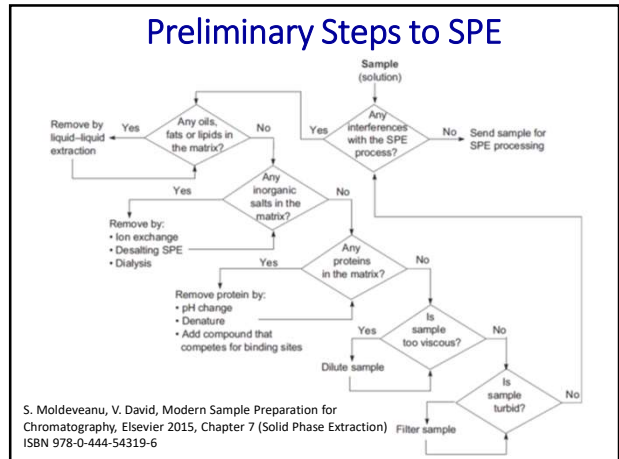 Preliminary Steps to SPE
Sample
(solution)
Any
interferences
with the SPE
process?
Yes
No
Send sample for
SPE processing
Any oils,
fats or lipids in
the matrix?
Yes
No
Remove by
liquid–liquid
extraction
Any
inorganic
salts in the
matrix?
Yes
No
Remove by:
• Ion exchange
• Desalting SPE
• Dialysis
Any
proteins
in the matrix?
Yes
No
Remove protein by:
• pH change
• Denature
• Add compound that
competes for binding sites
Is
sample
too viscous?
Yes
No
Dilute sample
Is
sample
turbid?
No
Filter sample
S. Moldeveanu, V. David, Modern Sample Preparation for
Chromatography, Elsevier 2015, Chapter 7 (Solid Phase Extraction)
ISBN 978-0-444-54319-6